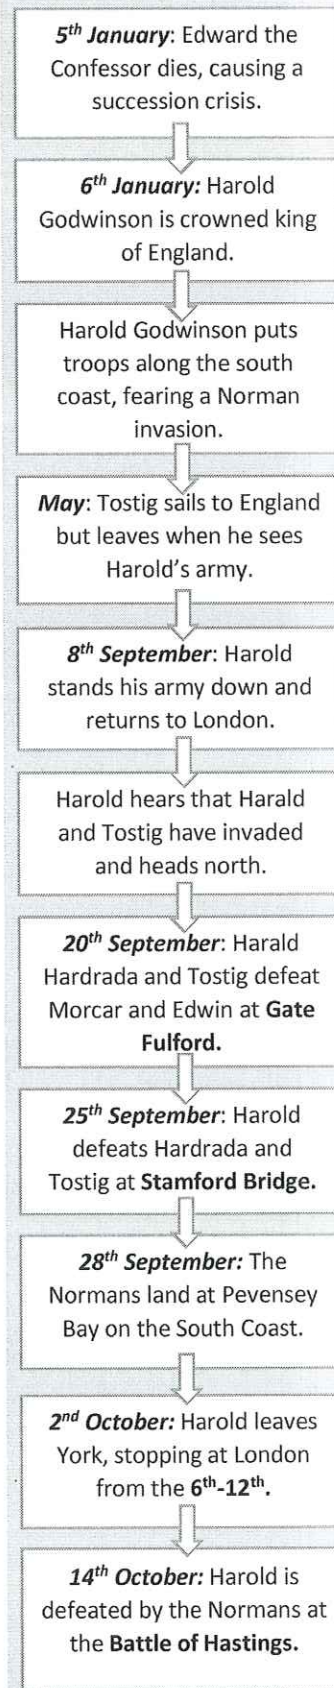 5th January: Edward the
Confessor dies, causing a
succession crisis.
6th January: Harold
Godwinson is crowned king
of England.
Harold Godwinson puts
troops along the south
coast, fearing a Norman
invasion.
May: Tostig sails to England
but leaves when he sees
Harold's army.
8th September: Harold
stands his army down and
returns to London.
Harold hears that Harald
and Tostig have invaded
and heads north.
20th September: Harald
Hardrada and Tostig defeat
Morcar and Edwin at Gate
Fulford.
25th September: Harold
defeats Hardrada and
Tostig at Stamford Bridge.
28th September: The
Normans land at Pevensey
Bay on the South Coast.
2nd October: Harold leaves
York, stopping at London
from the 6th-12th.
14th October: Harold is
defeated by the Normans at
the Battle of Hastings.